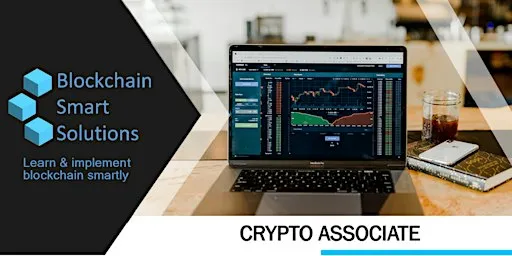 Blockchain
Smart
Solutions
Learn & implement
blockchain smartly
CRYPTO ASSOCIATE